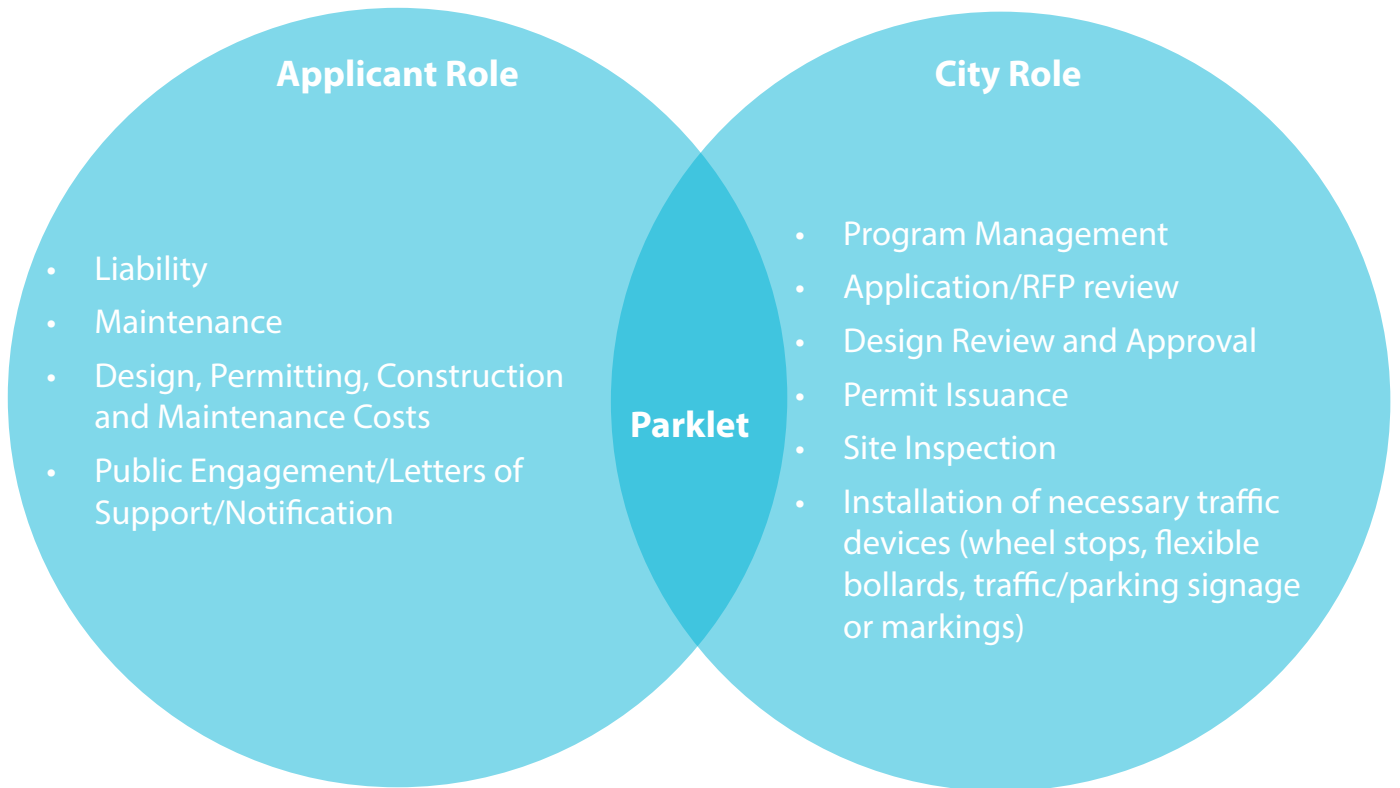 Applicant Role
• Liability
• Maintenance
• Design, Permitting, Construction
and Maintenance Costs
• Public Engagement/Letters of
Support/Notification
Parklet
City Role
• Program Management
• Application/RFP review
• Design Review and Approval
• Permit Issuance
• Site Inspection
• Installation of necessary traffic
devices (wheel stops, flexible
bollards, traffic/parking signage
or markings)